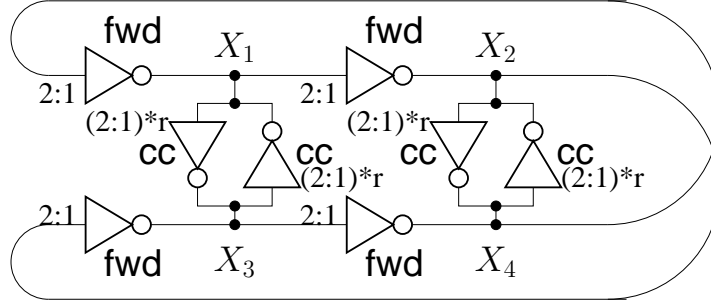 fwd X₁ fwd X₂
2:1 2:1
(2:1)*r (2:1)*r
cc cc cc cc
(2:1)*r (2:1)*r
2:1 2:1
fwd X₃ fwd X₄